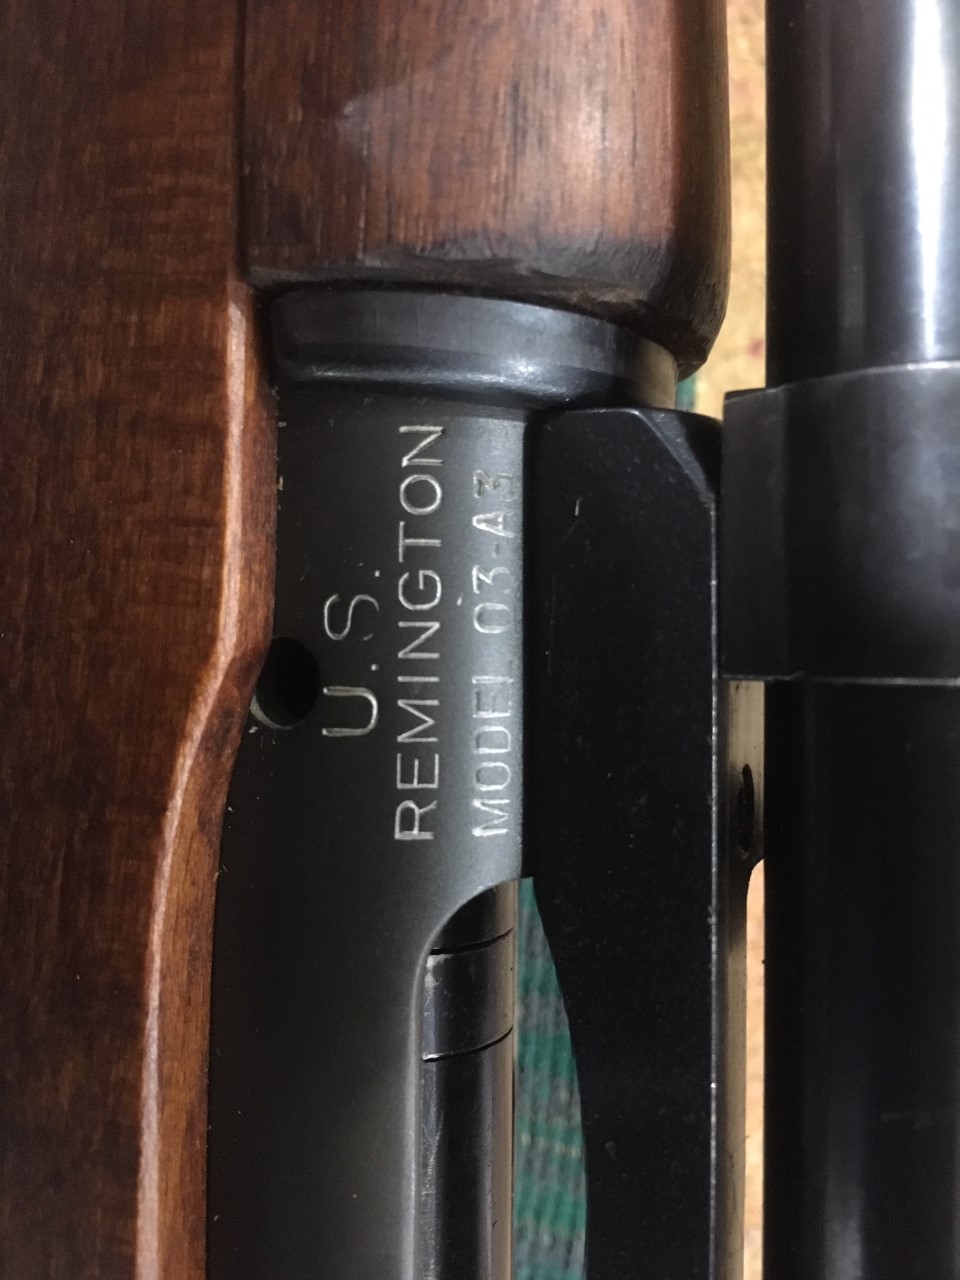 U.S.
REMINGTON
MODEL 03-A3